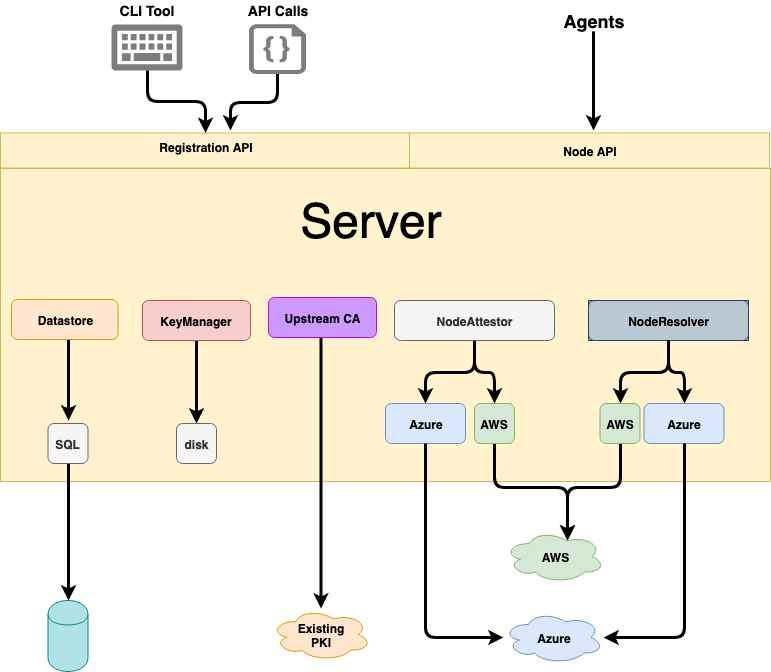 CLI Tool
API Calls
Agents
{}
Registration API
Node API
Server
Datastore
KeyManager
Upstream CA
NodeAttestor
NodeResolver
SQL
disk
Azure
AWS
AWS
Azure
AWS
Existing
PKI
Azure